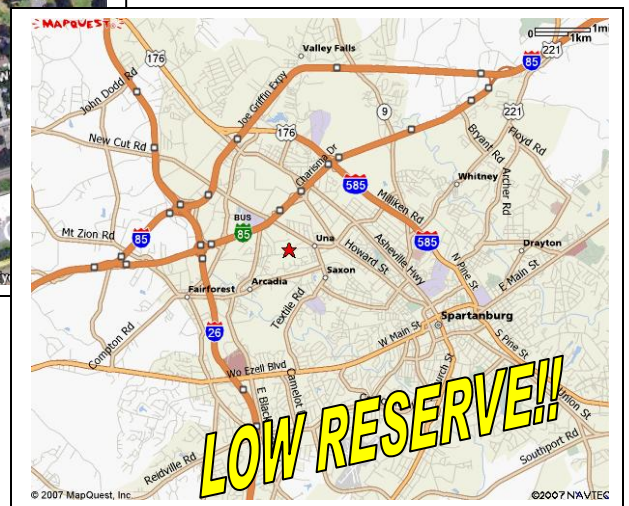 MAPQUEST
0 1mi
1km
221
85
Valley Falls
176
John Dodd Rd
Joe Griffin Expy
9
221
New Cut Rd
176
Bryant Rd
Floyd Rd
Charisma Dr
Archer Rd
Whitney
585
Milliken Rd
BUS
85
Mt Zion Rd
85
Una
Howard St
Asheville Hwy
585
N Pine St
Drayton
E Main St
Saxon
Arcadia
Fairforest
Textile Rd
Compton Rd
26
W Main St
Spartanburg
S Pine St
Wo Ezell Blvd
E Black
Camelot
Church St
Union St
LOW RESERVE!!
Southport Rd
Reidville Rd
© 2007 MapQuest, Inc.
©2007 NAVTEQ